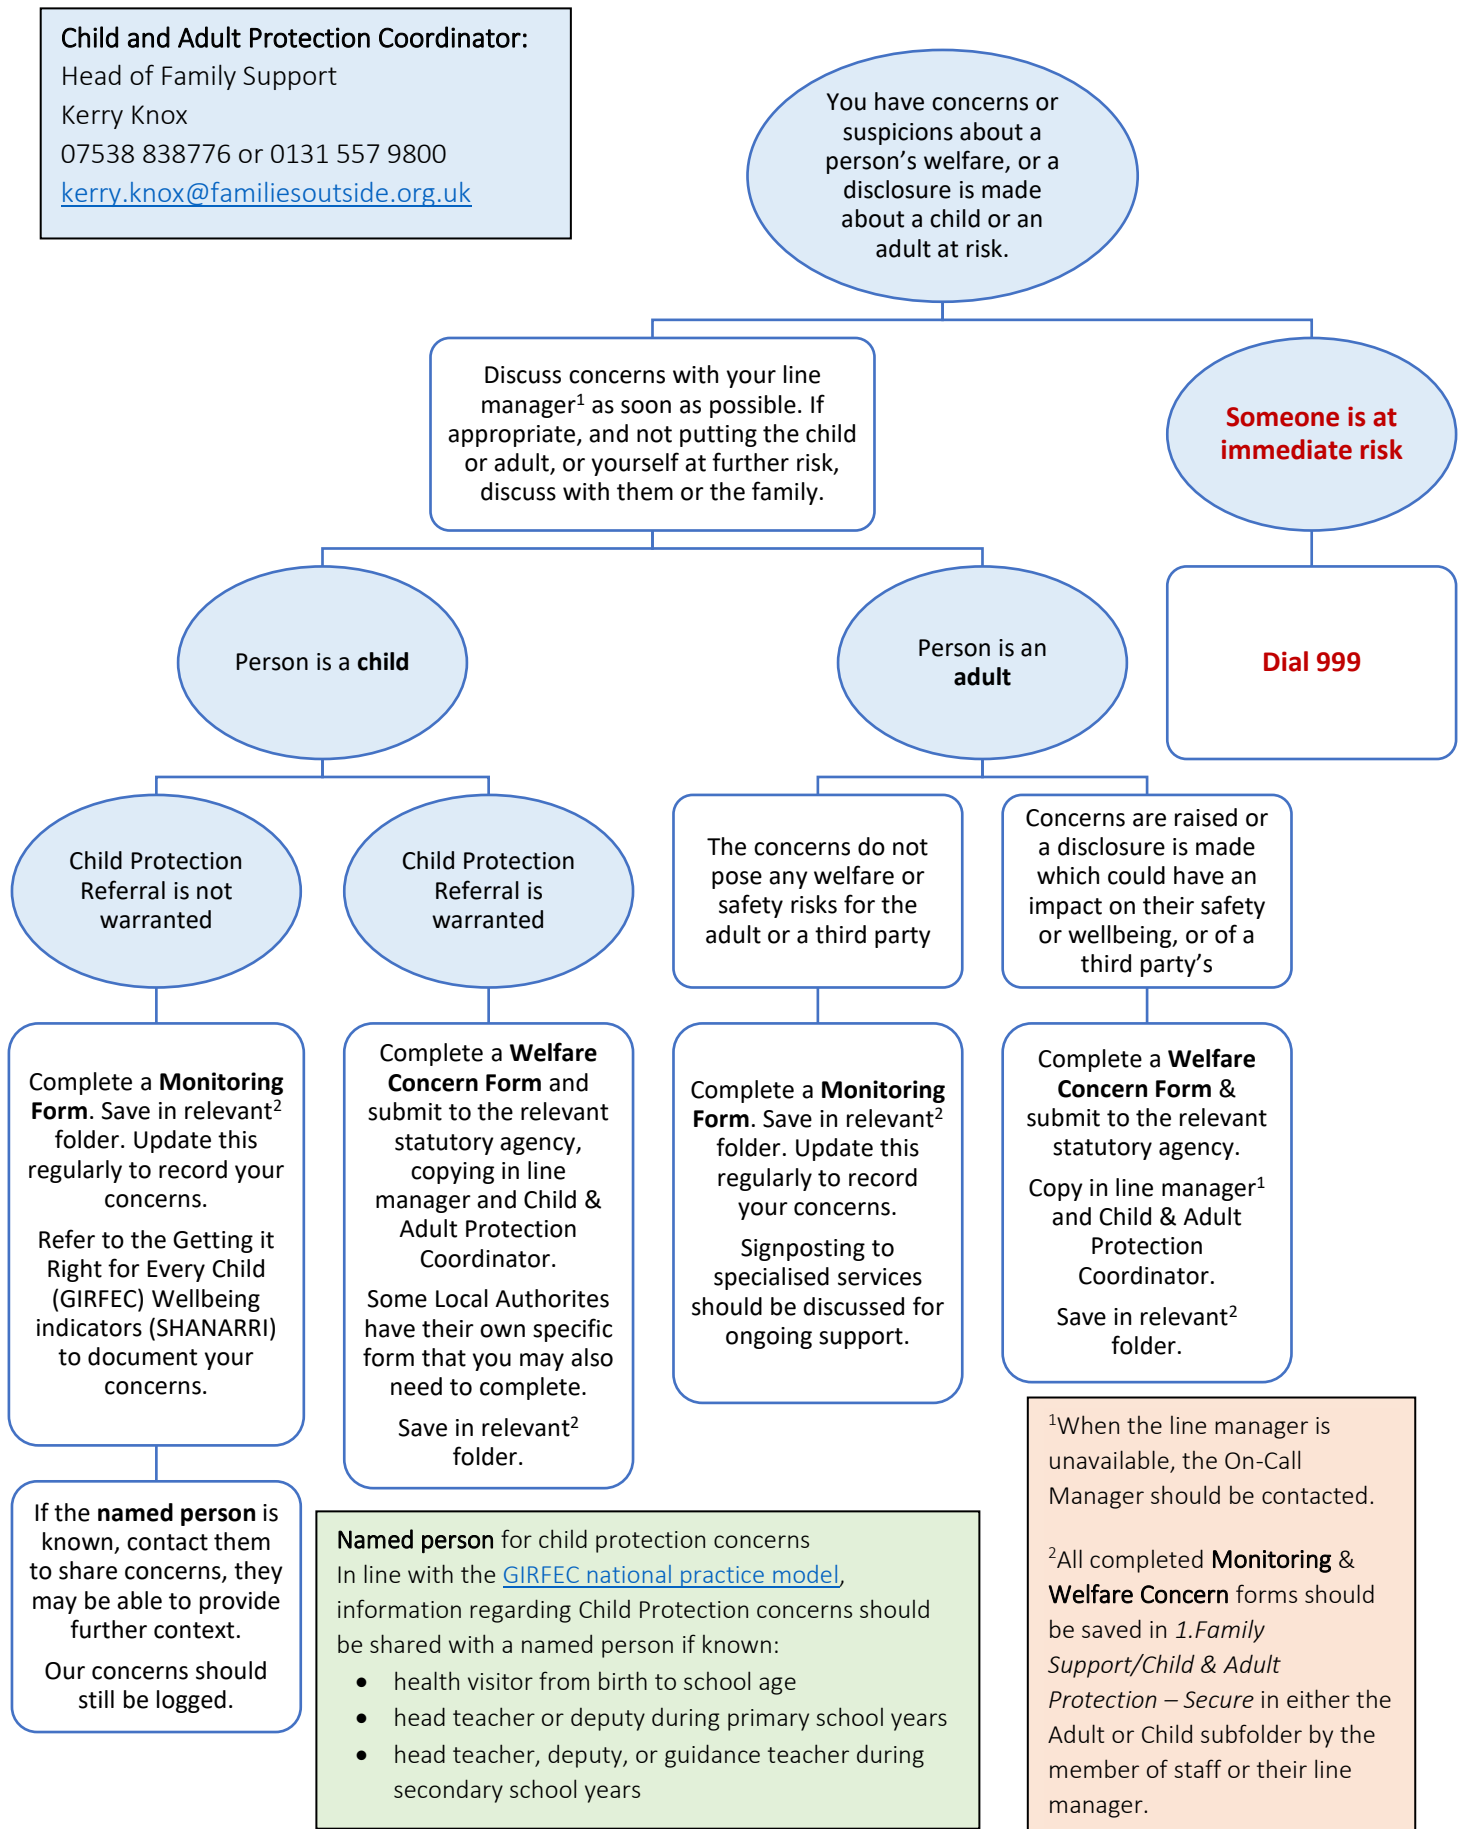 Child and Adult Protection Coordinator:
Head of Family Support
Kerry Knox
07538 838776 or 0131 557 9800
kerry.knox@familiesoutside.org.uk
You have concerns or
suspicions about a
person's welfare, or a
disclosure is made
about a child or an
adult at risk.
Discuss concerns with your line
manager¹ as soon as possible. If
appropriate, and not putting the child
or adult, or yourself at further risk,
discuss with them or the family.
Someone is at
immediate risk
Dial 999
Person is a child
Person is an
adult
Child Protection
Referral is not
warranted
Child Protection
Referral is
warranted
The concerns do not
pose any welfare or
safety risks for the
adult or a third party
Concerns are raised or
a disclosure is made
which could have an
impact on their safety
or wellbeing, or of a
third party's
Complete a Monitoring
Form. Save in relevant²
folder. Update this
regularly to record your
concerns.
Refer to the Getting it
Right for Every Child
(GIRFEC) Wellbeing
indicators (SHANARRI)
to document your
concerns.
Complete a Welfare
Concern Form and
submit to the relevant
statutory agency,
copying in line
manager and Child &
Adult Protection
Coordinator.
Some Local Authorites
have their own specific
form that you may also
need to complete.
Save in relevant²
folder.
Complete a Monitoring
Form. Save in relevant²
folder. Update this
regularly to record
your concerns.
Signposting to
specialised services
should be discussed for
ongoing support.
Complete a Welfare
Concern Form &
submit to the relevant
statutory agency.
Copy in line manager¹
and Child & Adult
Protection
Coordinator.
Save in relevant²
folder.
If the named person is
known, contact them
to share concerns, they
may be able to provide
further context.
Our concerns should
still be logged.
Named person for child protection concerns
In line with the GIRFEC national practice model,
information regarding Child Protection concerns should
be shared with a named person if known:
• health visitor from birth to school age
• head teacher or deputy during primary school years
• head teacher, deputy, or guidance teacher during
secondary school years
¹When the line manager is
unavailable, the On-Call
Manager should be contacted.
²All completed Monitoring &
Welfare Concern forms should
be saved in 1.Family
Support/Child & Adult
Protection – Secure in either the
Adult or Child subfolder by the
member of staff or their line
manager.